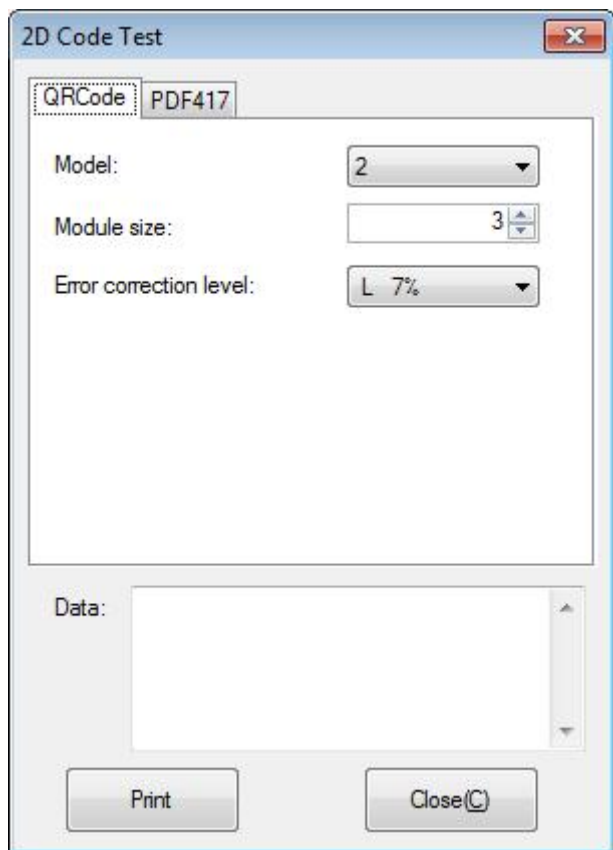 2D Code Test
QRCode PDF417
Model: 2
Module size: 3
Error correction level: L 7%
Data:
Print Close(C)